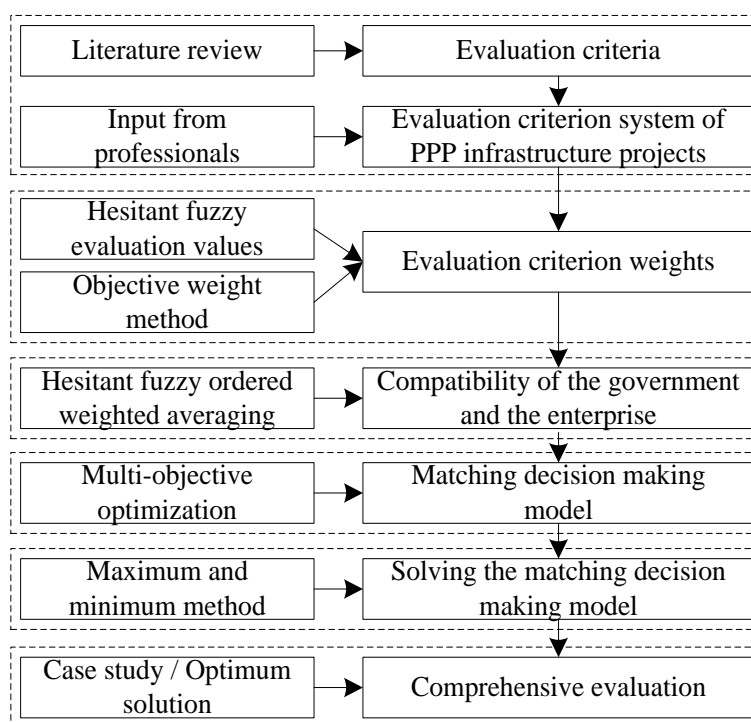 Literature review
Evaluation criteria
Input from
professionals
Evaluation criterion system of
PPP infrastructure projects
Hesitant fuzzy
evaluation values
Objective weight
method
Evaluation criterion weights
Hesitant fuzzy ordered
weighted averaging
Compatibility of the government
and the enterprise
Multi-objective
optimization
Matching decision making
model
Maximum and
minimum method
Solving the matching decision
making model
Case study / Optimum
solution
Comprehensive evaluation